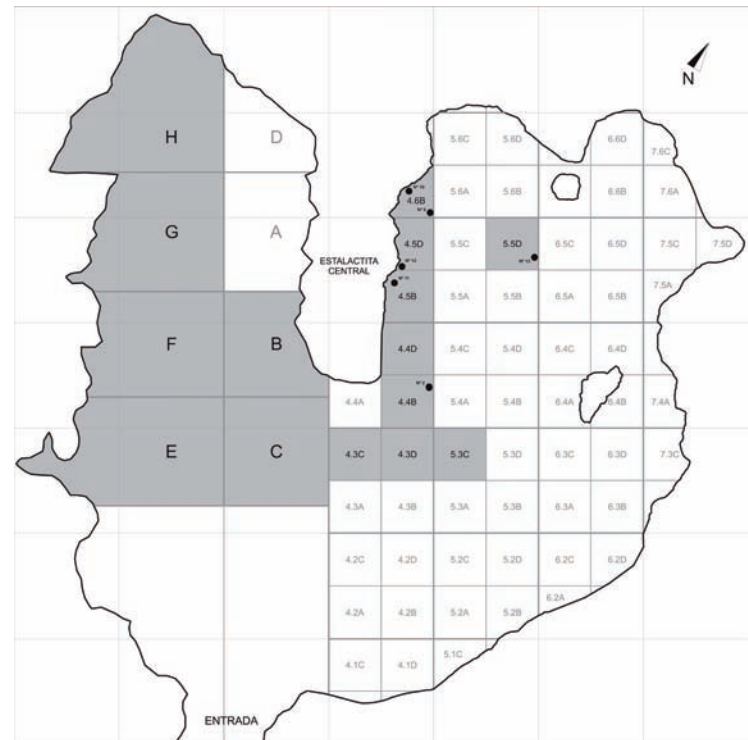 N
H D 5.6C 5.6D 6.6D 7.6C
4.6B 5.6A 5.6B 6.6B 7.6A
G A 4.5D 5.5C 5.5D 6.5C 6.5D 7.5C 7.5D
ESTALACTITA
CENTRAL
4.5B 5.5A 5.5B 6.5A 6.5B 7.5A
F B 4.4D 5.4C 5.4D 6.4C 6.4D
4.4A 4.4B 5.4A 5.4B 6.4A 6.4B 7.4A
E C 4.3C 4.3D 5.3C 5.3D 6.3C 6.3D 7.3C
4.3A 4.3B 5.3A 5.3B 6.3A 6.3B
4.2C 4.2D 5.2C 5.2D 6.2C 6.2D
4.2A 4.2B 5.2A 5.2B 6.2A
4.1C 4.1D 5.1C
ENTRADA